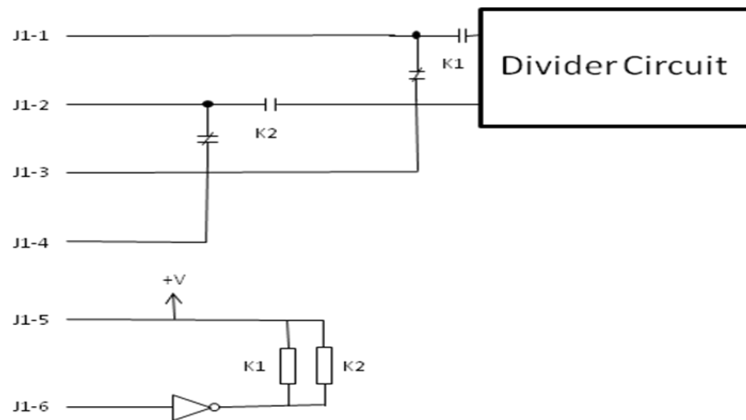 J1-1
K1
Divider Circuit
J1-2
K2
J1-3
J1-4
+V
J1-5
K1
K2
J1-6